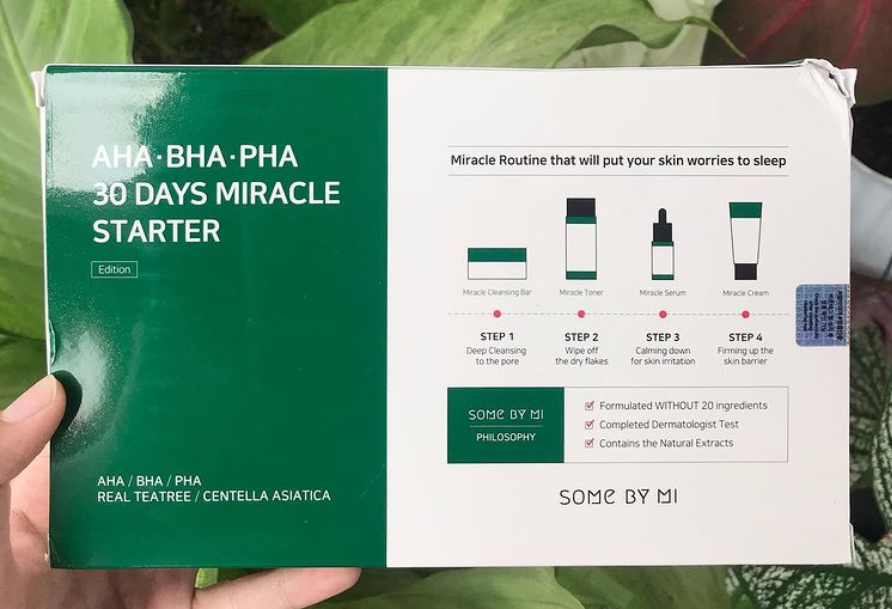 AHA·BHA·PHA
30 DAYS MIRACLE
STARTER
Edition
AHA / BHA / PHA
REAL TEATREE / CENTELLA ASIATICA
Miracle Routine that will put your skin worries to sleep
Miracle Cleansing Bar
Miracle Toner
Miracle Serum
Miracle Cream
STEP 1
Deep Cleansing
to the pore
STEP 2
Wipe off
the dry flakes
STEP 3
Calming down
for skin irritation
STEP 4
Firming up the
skin barrier
SOME BY MI
PHILOSOPHY
Formulated WITHOUT 20 ingredients
Completed Dermatologist Test
Contains the Natural Extracts
SOME BY MI